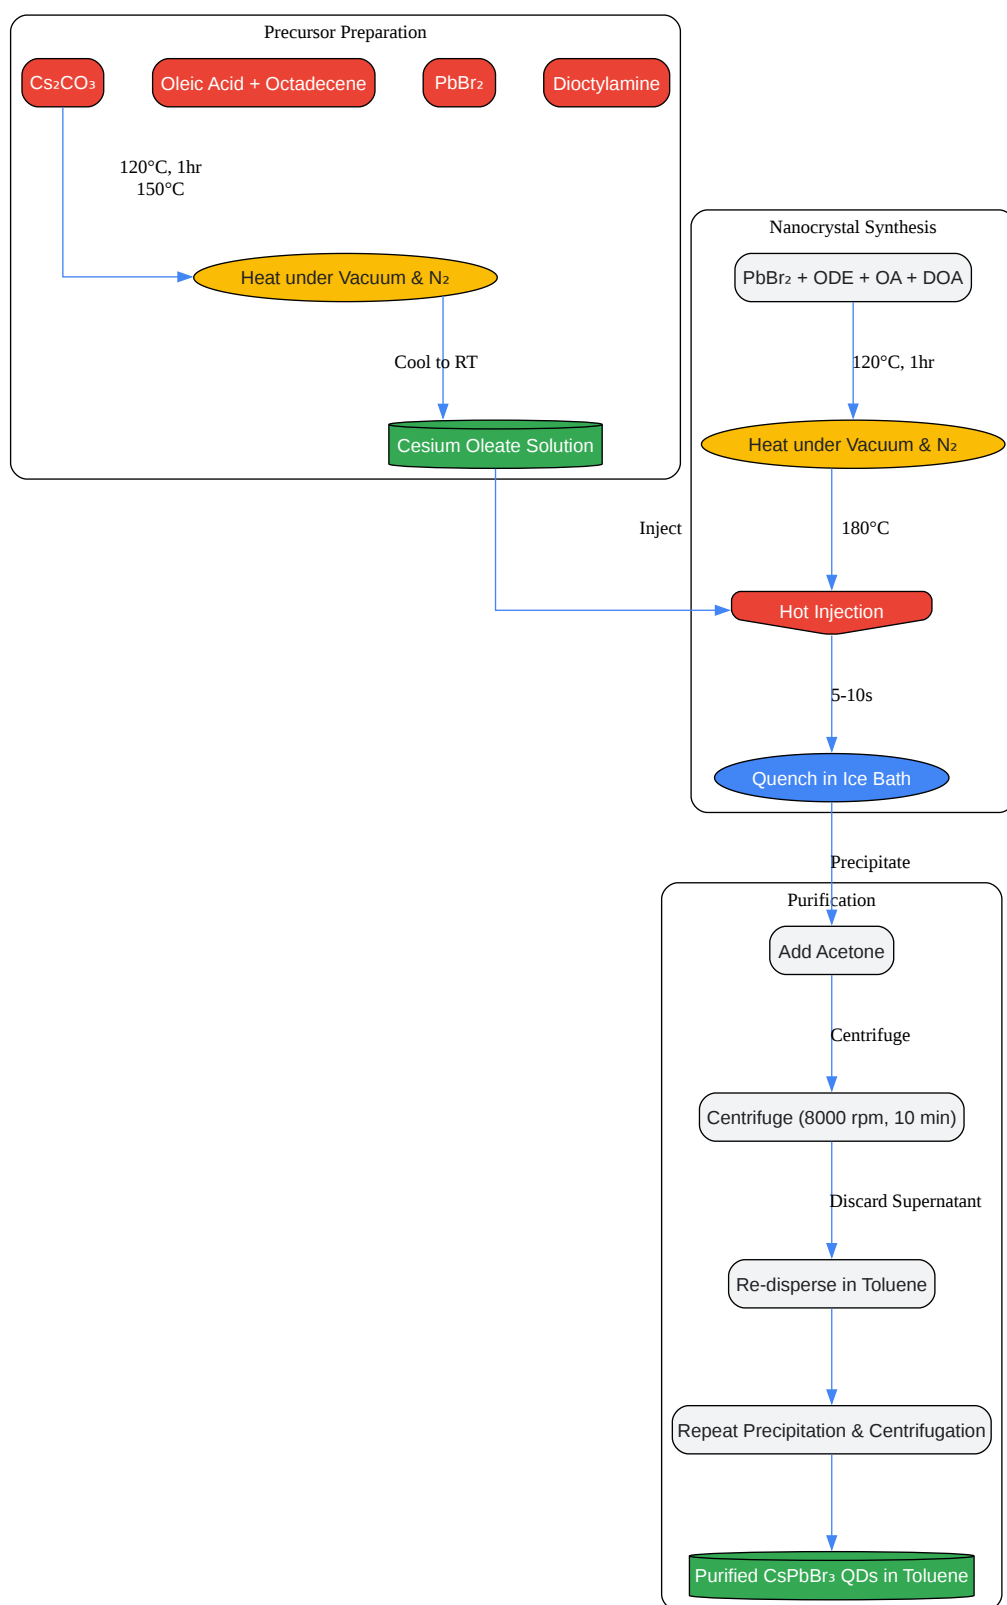 Precursor Preparation
Cs₂CO₃
Oleic Acid + Octadecene
PbBr₂
Dioctylamine
120°C, 1hr
150°C
Heat under Vacuum & N₂
Cool to RT
Cesium Oleate Solution
Inject
Nanocrystal Synthesis
PbBr₂ + ODE + OA + DOA
120°C, 1hr
Heat under Vacuum & N₂
180°C
Hot Injection
5-10s
Quench in Ice Bath
Precipitate
Purification
Add Acetone
Centrifuge
Centrifuge (8000 rpm, 10 min)
Discard Supernatant
Re-disperse in Toluene
Repeat Precipitation & Centrifugation
Purified CsPbBr₃ QDs in Toluene